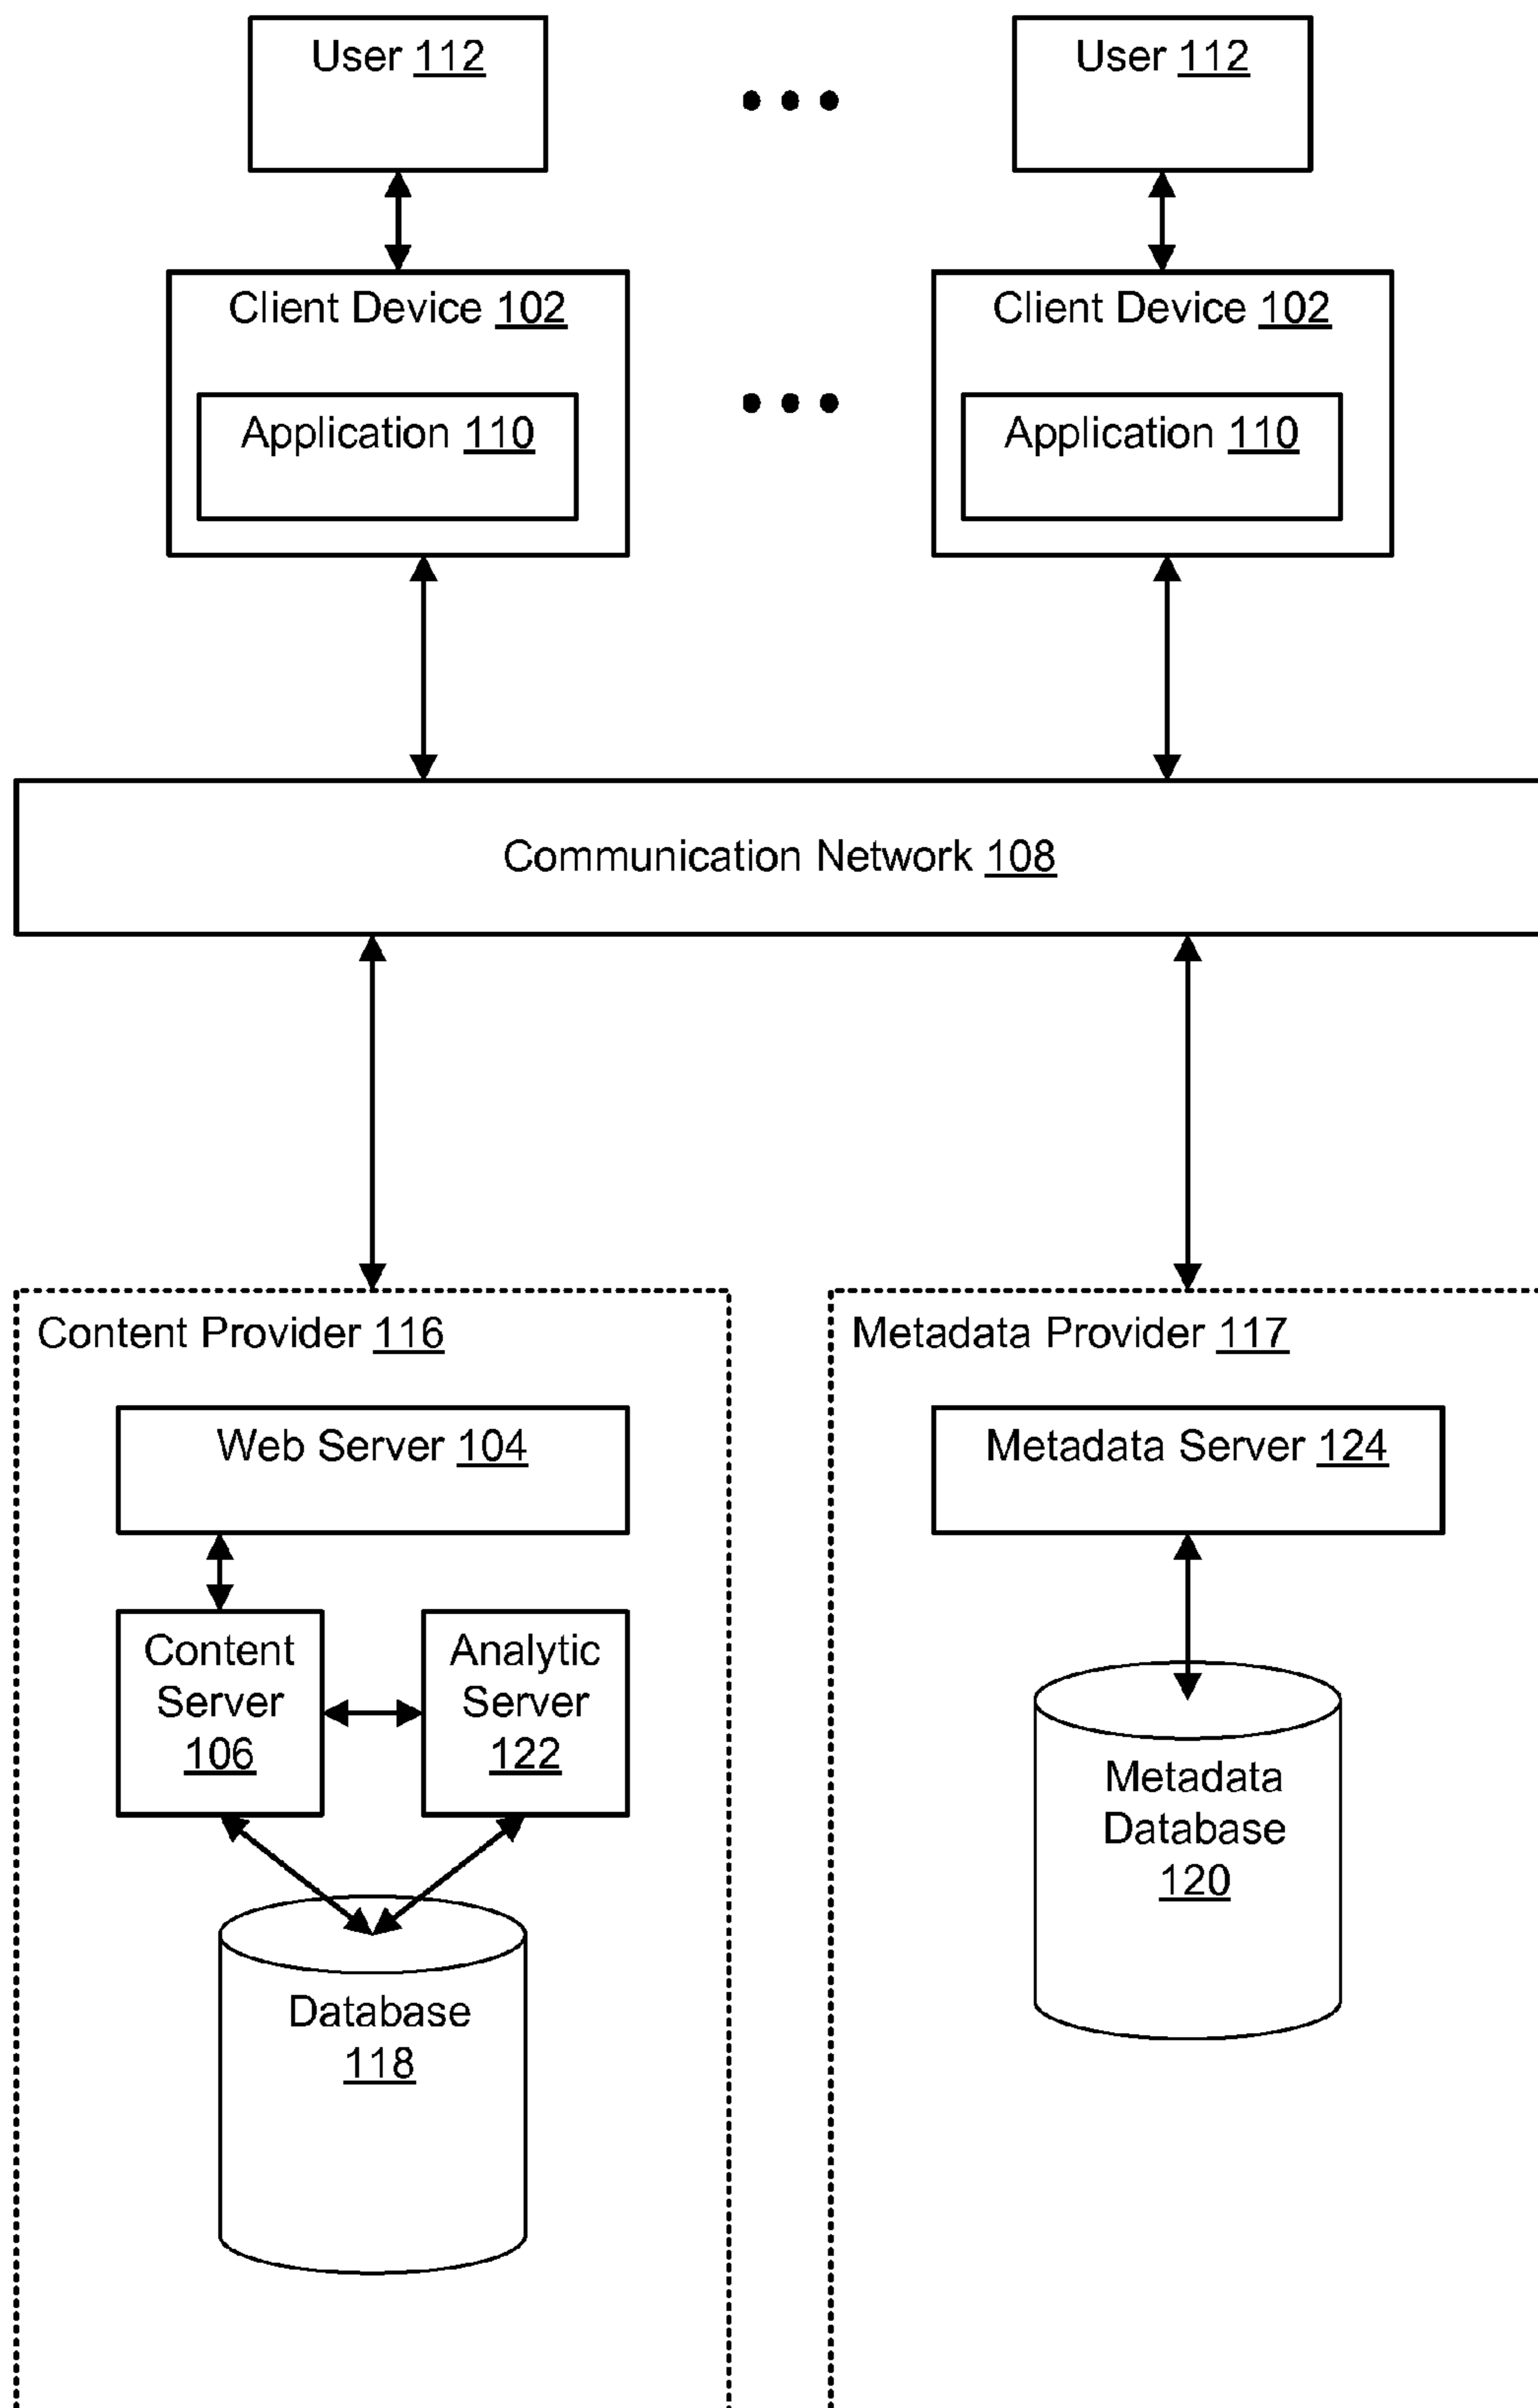 User 112
User 112
Client Device 102
Client Device 102
Application 110
Application 110
Communication Network 108
Content Provider 116
Metadata Provider 117
Web Server 104
Metadata Server 124
Content
Server
106
Analytic
Server
122
Metadata
Database
120
Database
118